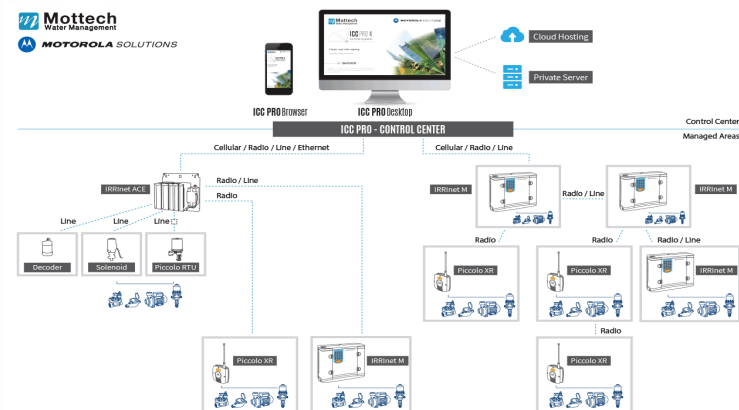 Mottech
Water Management
MOTOROLA SOLUTIONS
Mottech
MOTOROLA SOLUTIONS
ICC PRO
Cloud Hosting
Private Server
ICC PRO Browser
ICC PRO Desktop
ICC PRO - CONTROL CENTER
Control Center
Managed Areas
Cellular / Radio / Line / Ethernet
Cellular / Radio / Line
IRRInet ACE
Radio / Line
Radio
IRRInet M
Radio / Line
IRRInet M
Line
Line
Line
Decoder
Solenoid
Piccolo RTU
Radio
Radio
Radio / Line
Piccolo XR
Piccolo XR
IRRInet M
Radio
Piccolo XR
IRRInet M
Piccolo XR